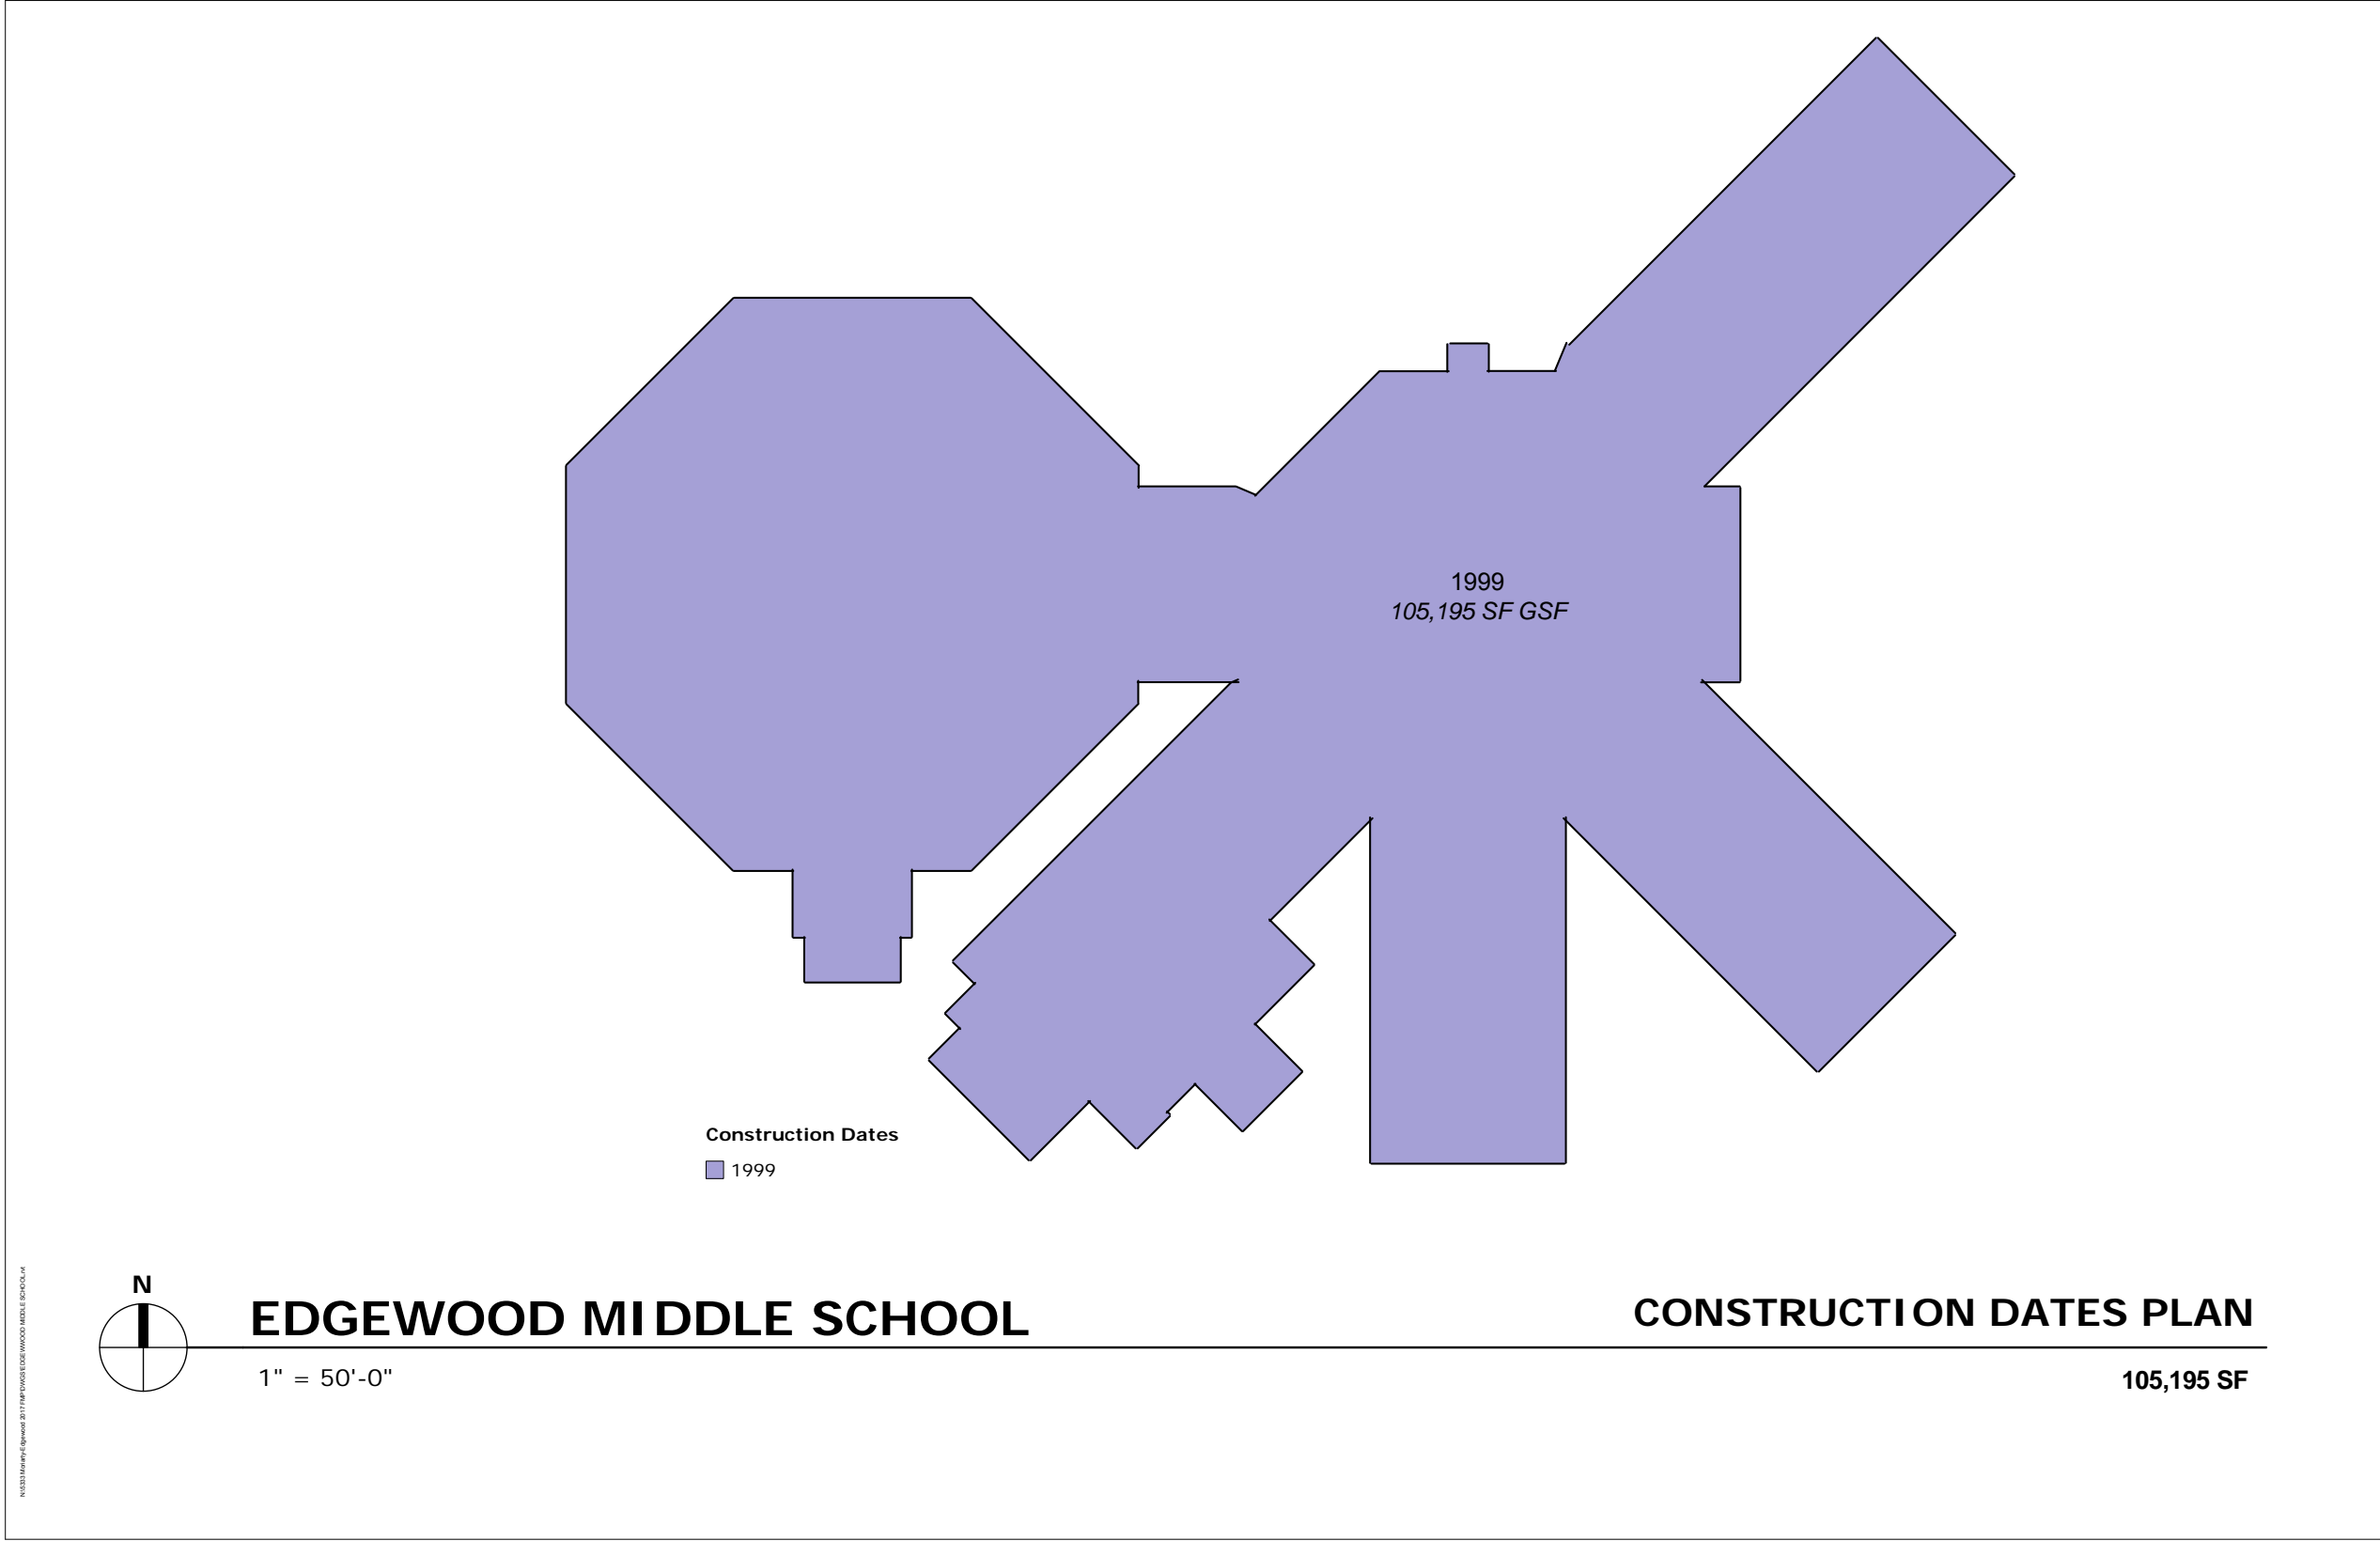 1999
105,195 SF GSF
Construction Dates
1999
N
EDGEWOOD MIDDLE SCHOOL
1" = 50'-0"
CONSTRUCTION DATES PLAN
105,195 SF